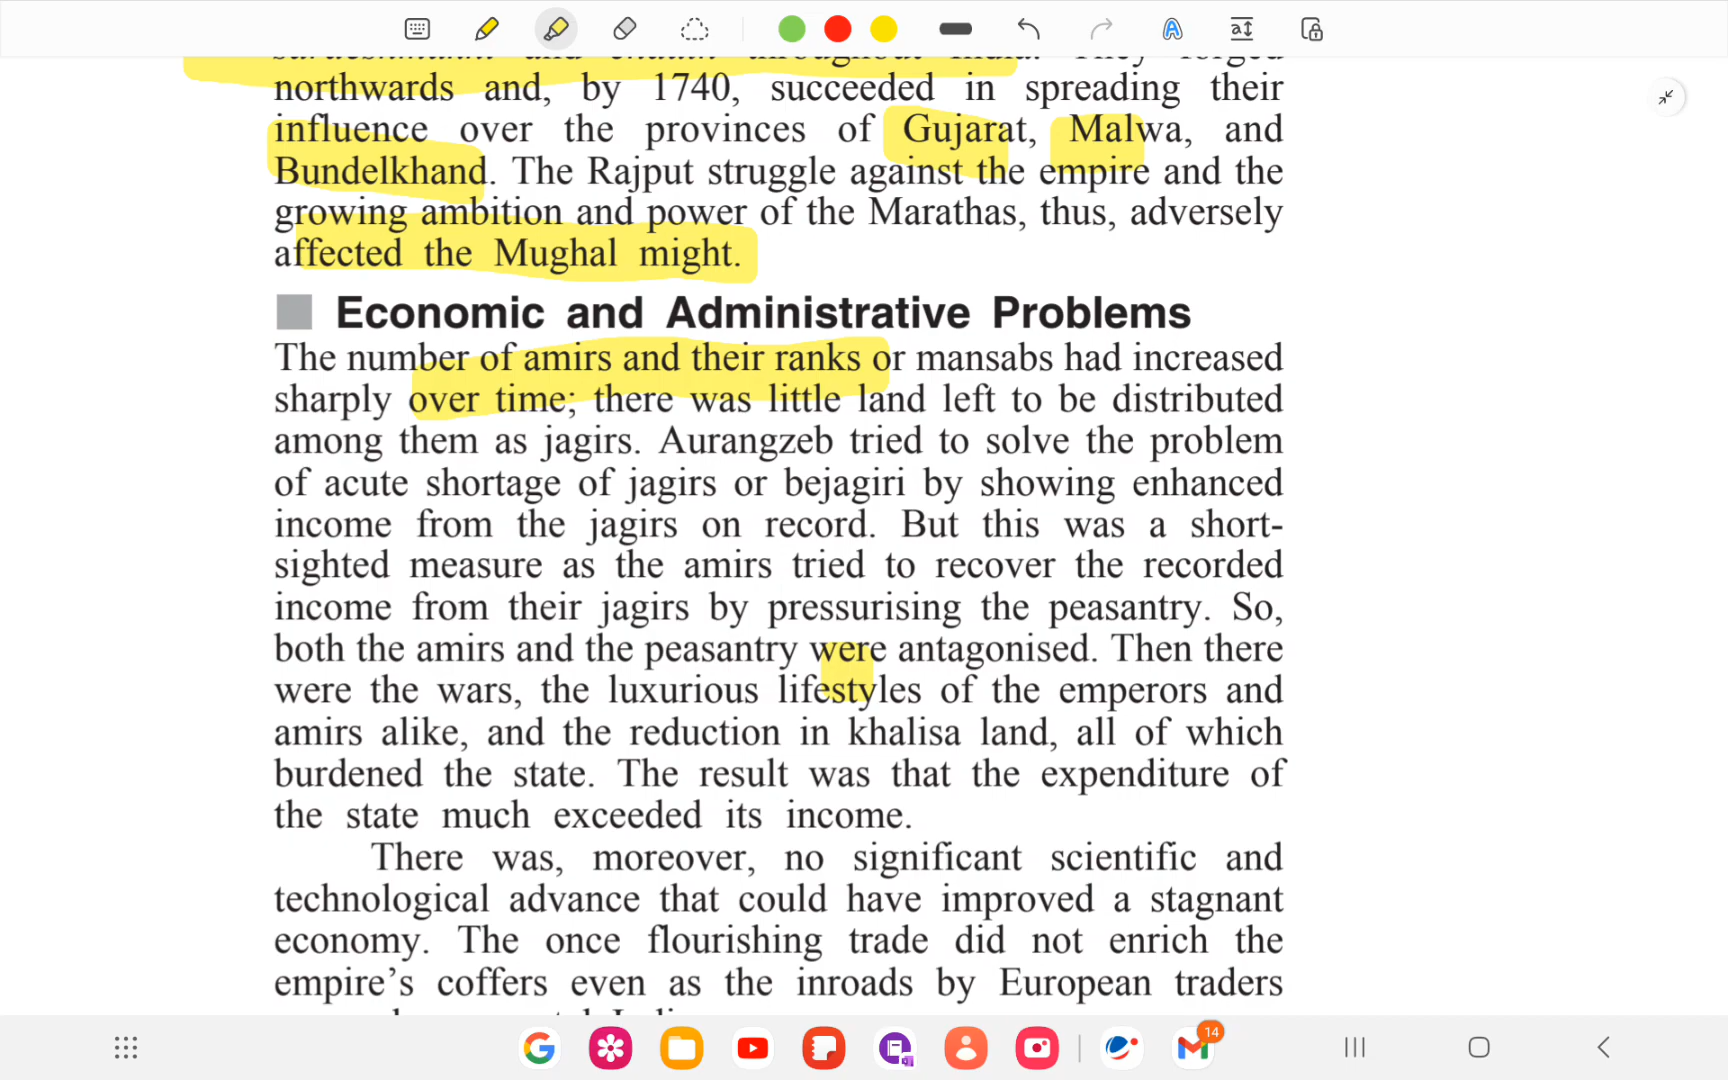 sardeshmukhi and chauth throughout India. They forged
northwards and, by 1740, succeeded in spreading their
influence over the provinces of Gujarat, Malwa, and
Bundelkhand. The Rajput struggle against the empire and the
growing ambition and power of the Marathas, thus, adversely
affected the Mughal might.
Economic and Administrative Problems
The number of amirs and their ranks or mansabs had increased
sharply over time; there was little land left to be distributed
among them as jagirs. Aurangzeb tried to solve the problem
of acute shortage of jagirs or bejagiri by showing enhanced
income from the jagirs on record. But this was a short-
sighted measure as the amirs tried to recover the recorded
income from their jagirs by pressurising the peasantry. So,
both the amirs and the peasantry were antagonised. Then there
were the wars, the luxurious lifestyles of the emperors and
amirs alike, and the reduction in khalisa land, all of which
burdened the state. The result was that the expenditure of
the state much exceeded its income.
There was, moreover, no significant scientific and
technological advance that could have improved a stagnant
economy. The once flourishing trade did not enrich the
empire's coffers even as the inroads by European traders
14